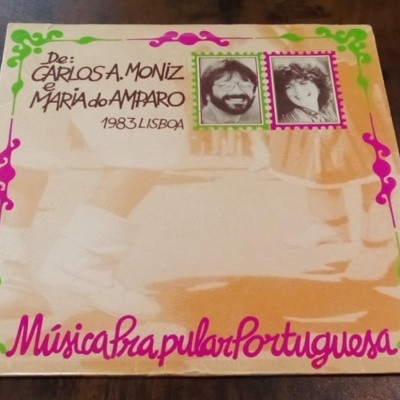 De:
CARLOS A. MONIZ
e
MARIA do AMPARO
1983 LISBOA
Música Pra, pular Portuguesa